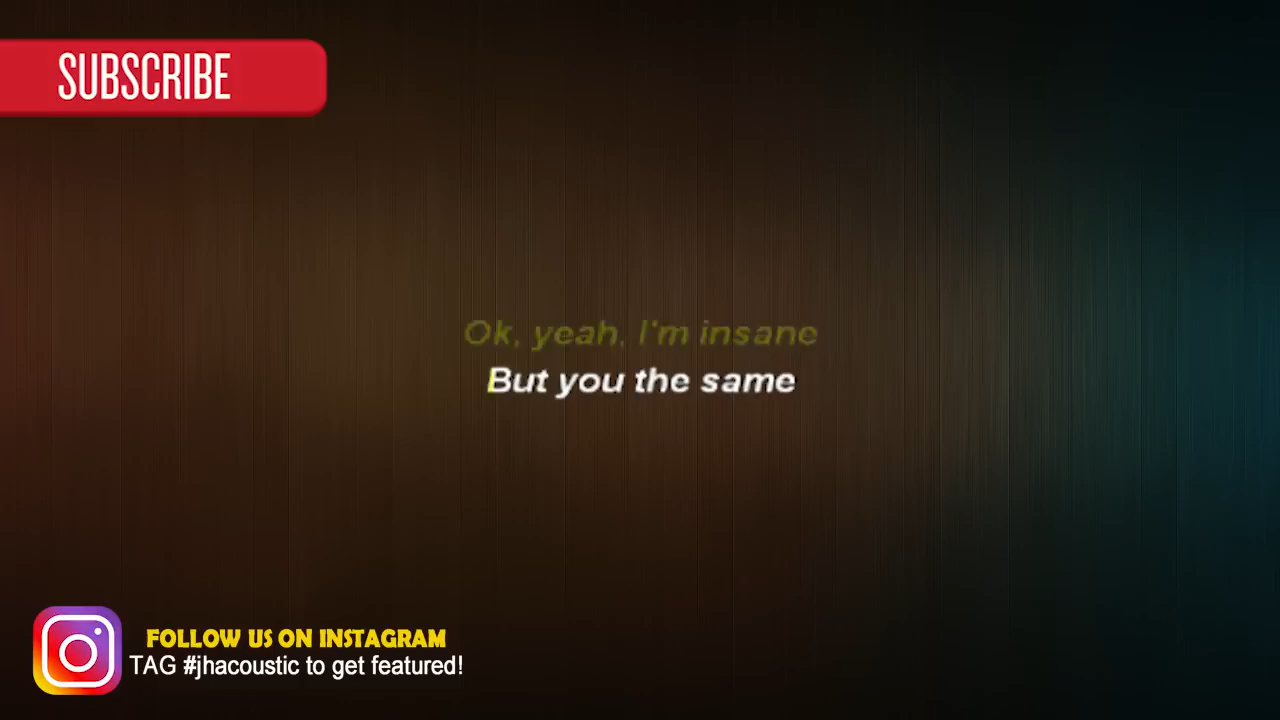 SUBSCRIBE
Ok, yeah, I'm insane
But you the same
FOLLOW US ON INSTAGRAM
TAG #jhacoustic to get featured!